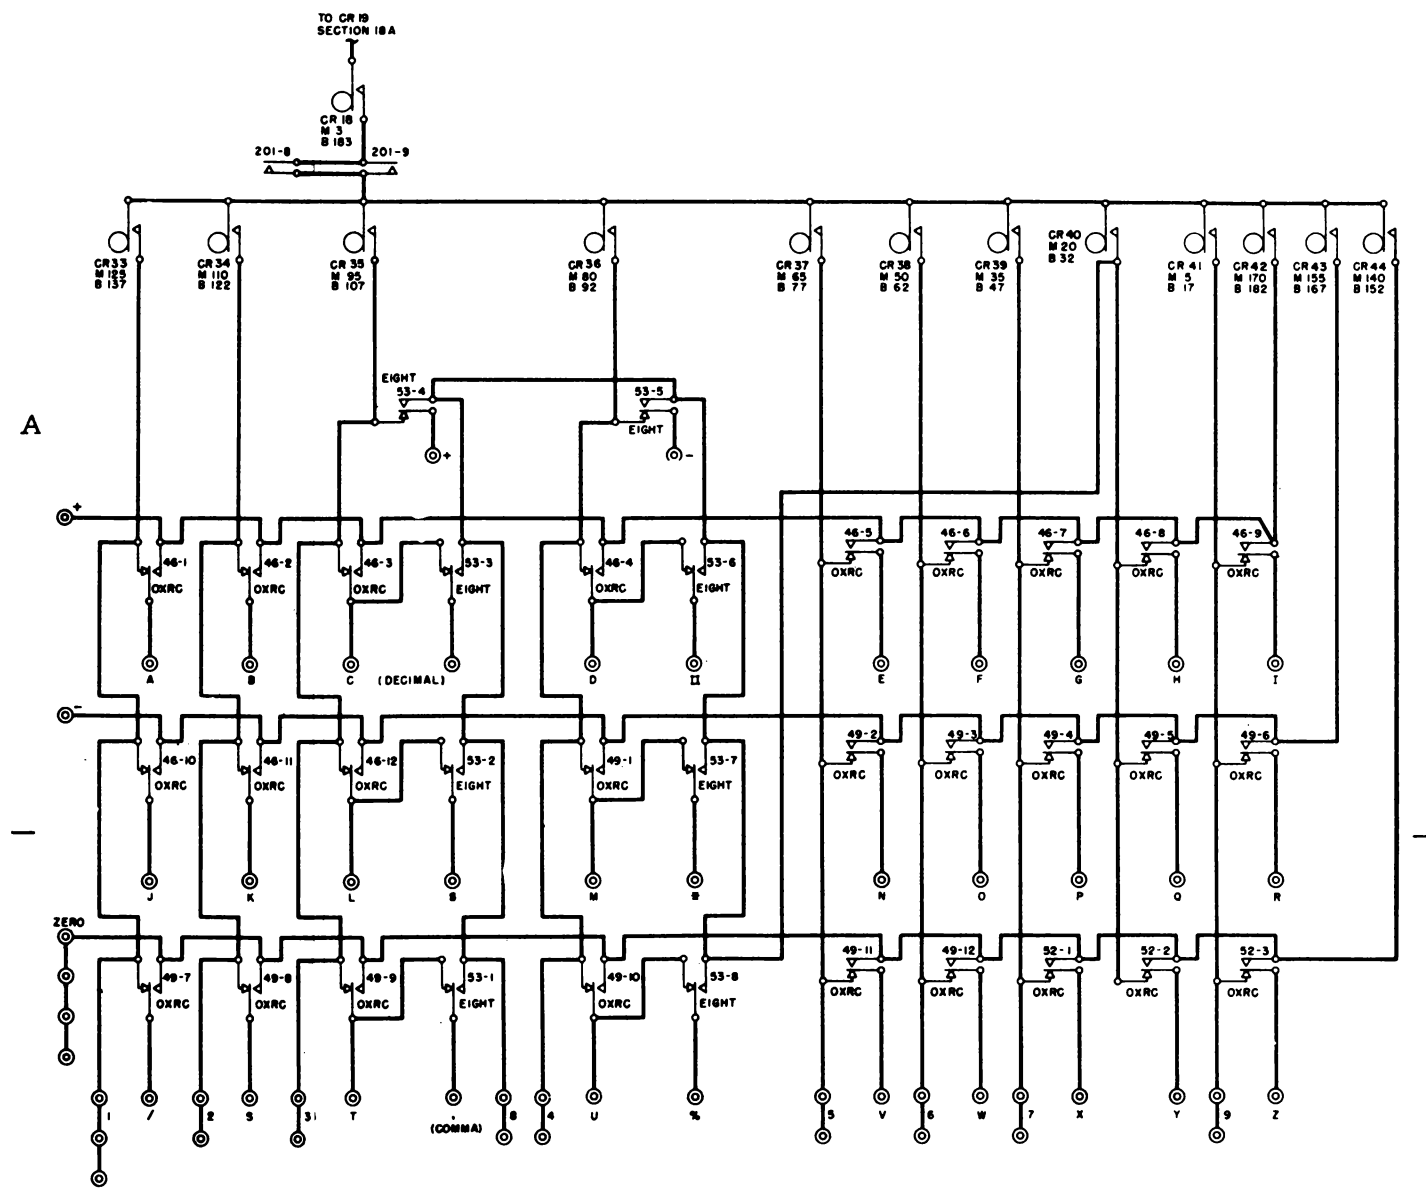 TO CR 19
SECTION 18A
CR 18
M 3
B 183
201-8
201-9
CR 33
M 125
B 137
CR 34
M 110
B 122
CR 35
M 95
B 107
CR 36
M 80
B 92
CR 37
M 65
B 77
CR 38
M 50
B 62
CR 39
M 35
B 47
CR 40
M 20
B 32
CR 41
M 5
B 17
CR 42
M 170
B 182
CR 43
M 155
B 167
CR 44
M 140
B 152
EIGHT
53-4
53-5
EIGHT
A
+
-
+
46-1
OXRC
46-2
OXRC
46-3
OXRC
53-3
EIGHT
46-4
OXRC
53-6
EIGHT
46-5
OXRC
46-6
OXRC
46-7
OXRC
46-8
OXRC
46-9
OXRC
A
B
C
(DECIMAL)
D
E
F
G
H
I
-
46-10
OXRC
46-11
OXRC
46-12
OXRC
53-2
EIGHT
49-1
OXRC
53-7
EIGHT
49-2
OXRC
49-3
OXRC
49-4
OXRC
49-5
OXRC
49-6
OXRC
J
K
L
$
M
N
O
P
Q
R
ZERO
49-7
OXRC
49-8
OXRC
49-9
OXRC
53-1
EIGHT
49-10
OXRC
53-8
EIGHT
49-11
OXRC
49-12
OXRC
52-1
OXRC
52-2
OXRC
52-3
OXRC
1
/
2
S
3
T
,
(COMMA)
8
4
U
%
5
V
6
W
7
X
Y
9
Z